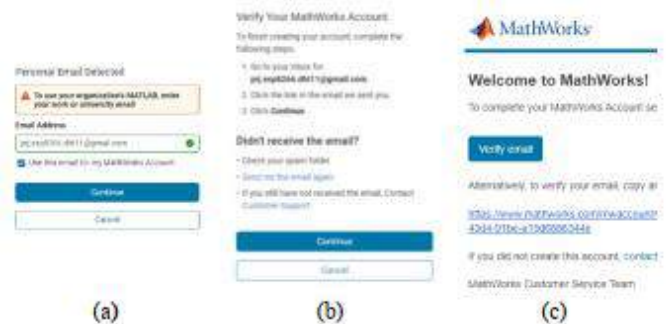 Personal Email Detected
To use your organization's MATLAB, enter
your work or university email
Email Address
Use this email for my MathWorks Account
Continue
Cancel
(a)
Verify Your MathWorks Account
To finish creating your account, complete the
following steps:
1. Go to your inbox for
2. Click the link in the email we sent you.
3. Click Continue
Didn't receive the email?
- Check your spam folder
- Send me the email again
- If you still have not received the email, Contact
Customer Support
Continue
Cancel
(b)
MathWorks
Welcome to MathWorks!
To complete your MathWorks Account se
Verify email
Alternatively, to verify your email, copy a
If you did not create this account, contact
MathWorks Customer Service Team
(c)